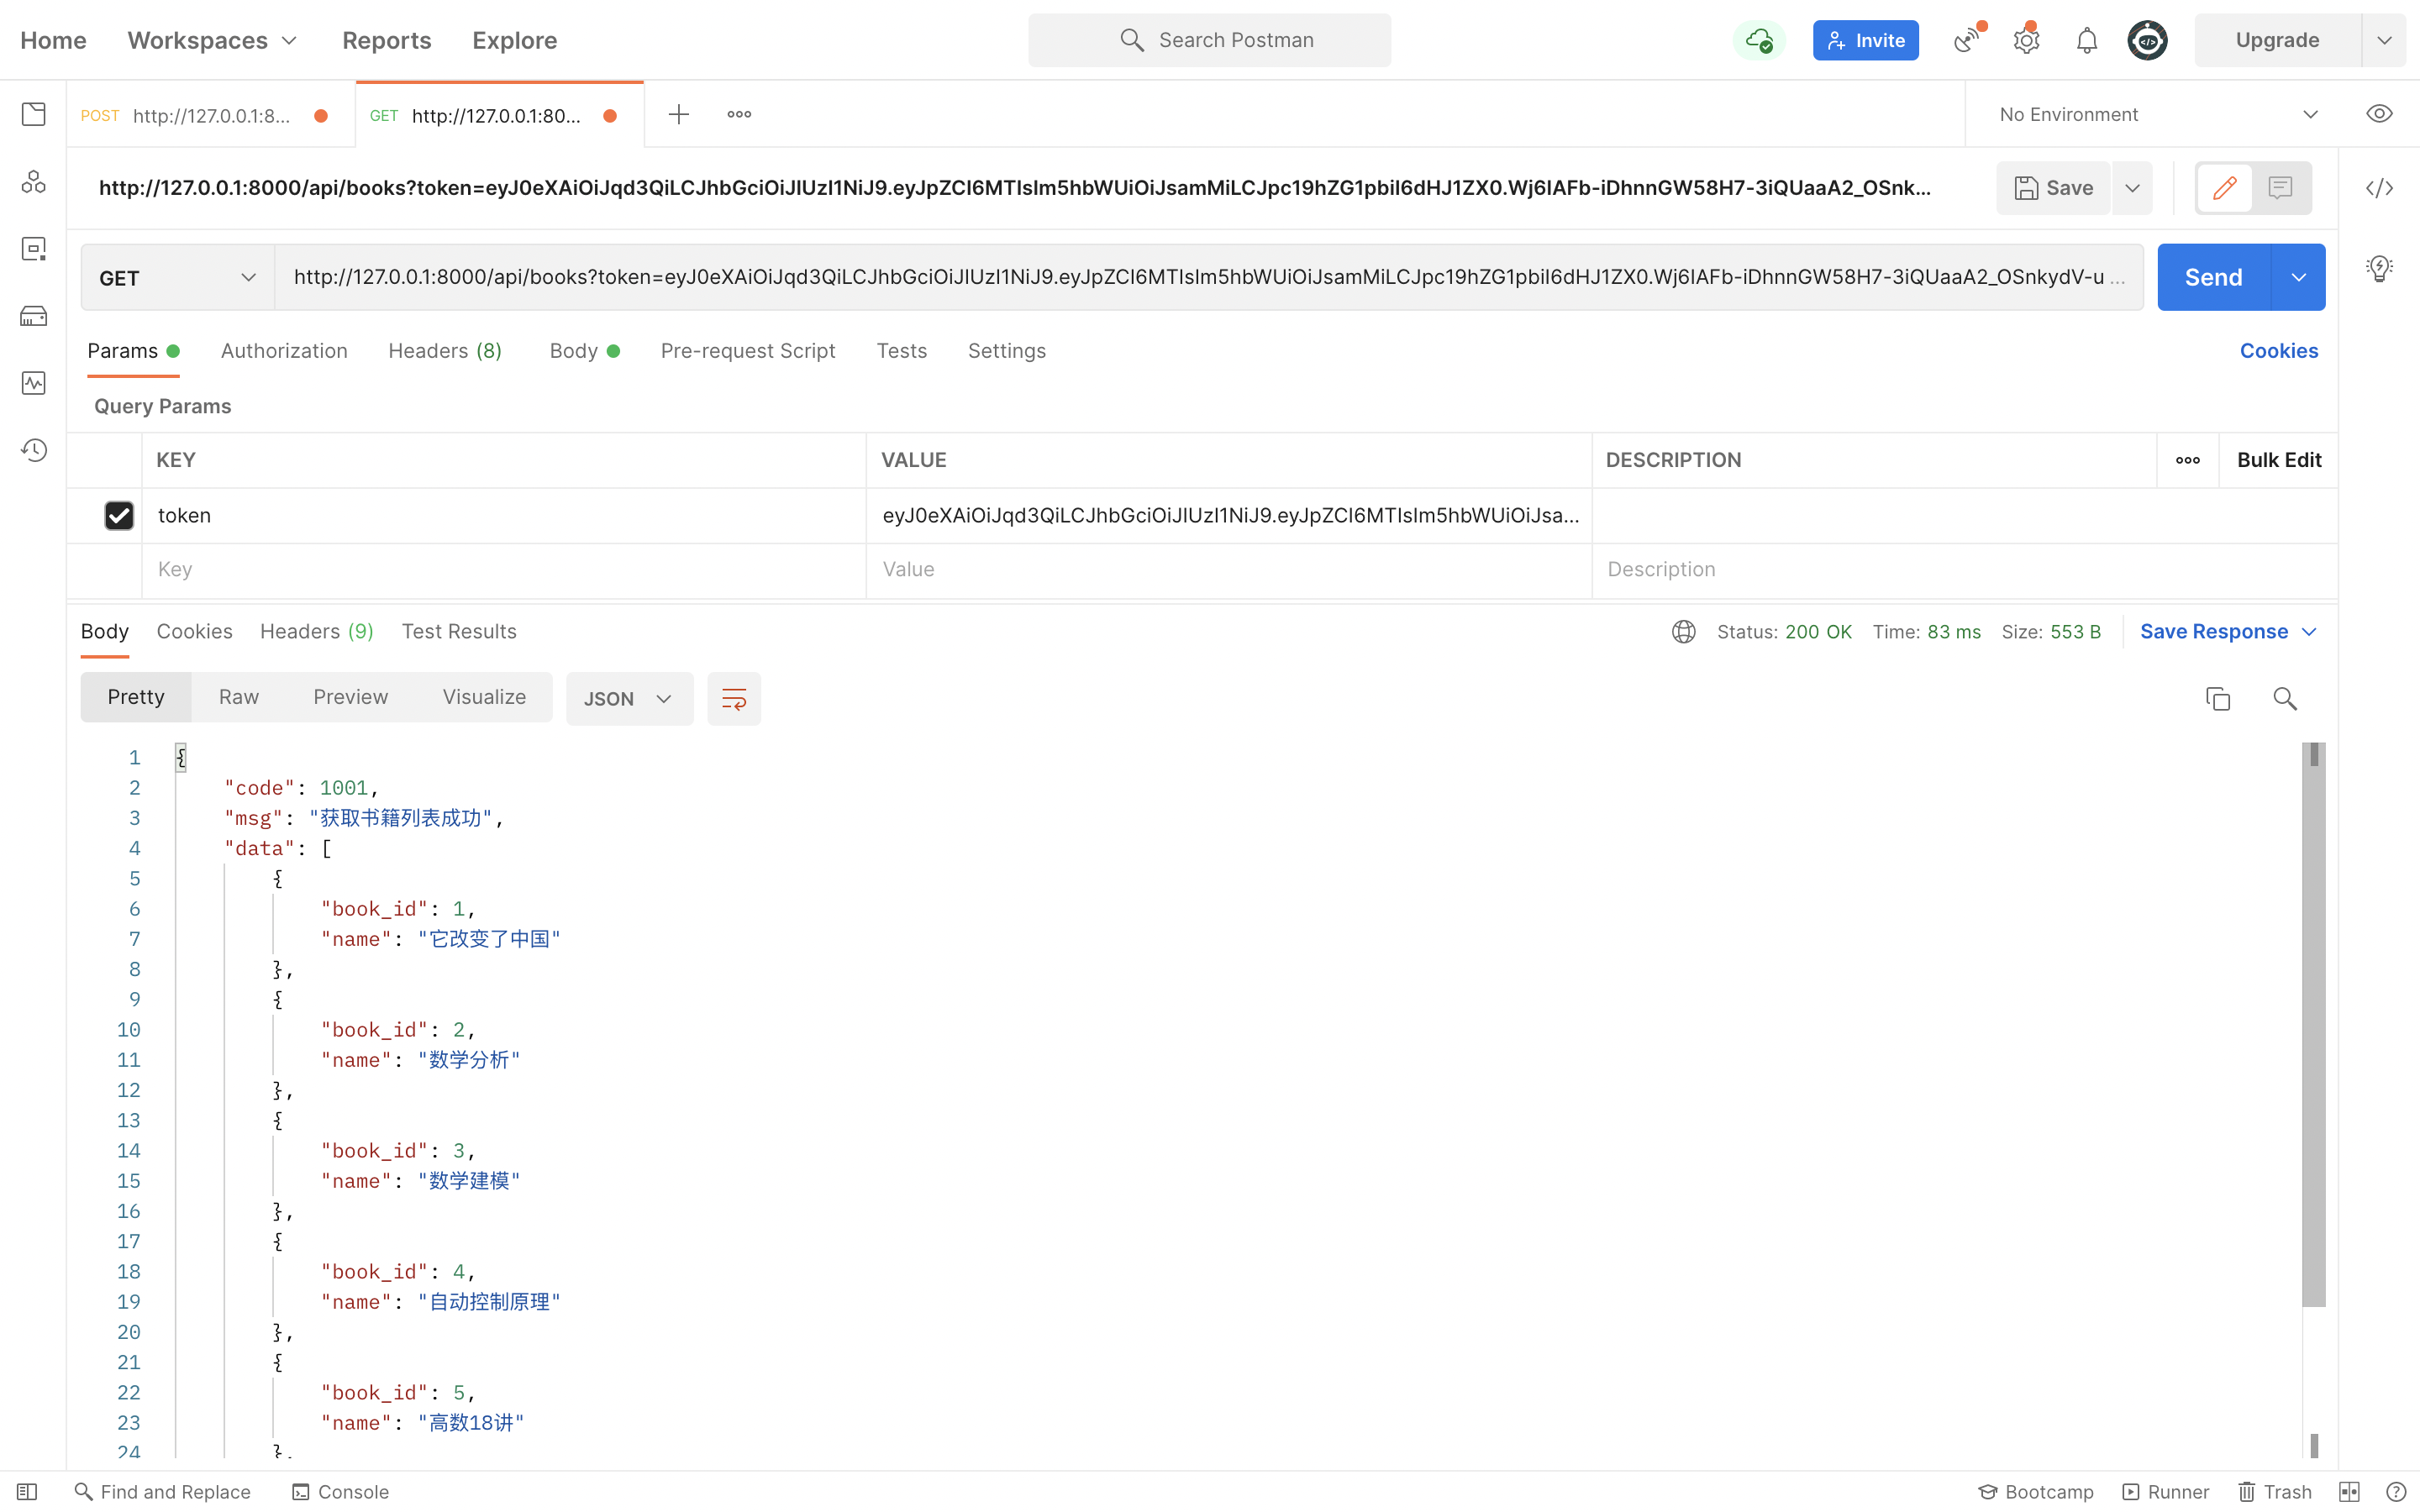 Home Workspaces Reports Explore Search Postman Invite Upgrade
POST http://127.0.0.1:8... GET http://127.0.0.1:80... No Environment
http://127.0.0.1:8000/api/books?token=eyJ0eXAiOiJqd3QiLCJhbGciOiJIUzI1NiJ9.eyJpZCI6MTIsIm5hbWUiOiJsamMiLCJpc19hZG1pbiI6dHJ1ZX0.Wj6IAFb-iDhnnGW58H7-3iQUaaA2_OSnk... Save
GET http://127.0.0.1:8000/api/books?token=eyJ0eXAiOiJqd3QiLCJhbGciOiJIUzI1NiJ9.eyJpZCI6MTIsIm5hbWUiOiJsamMiLCJpc19hZG1pbiI6dHJ1ZX0.Wj6IAFb-iDhnnGW58H7-3iQUaaA2_OSnkydV-u ... Send
Params Authorization Headers (8) Body Pre-request Script Tests Settings Cookies
Query Params
KEY VALUE DESCRIPTION Bulk Edit
token eyJ0eXAiOiJqd3QiLCJhbGciOiJIUzI1NiJ9.eyJpZCI6MTIsIm5hbWUiOiJsa...
Key Value Description
Body Cookies Headers (9) Test Results Status: 200 OK Time: 83 ms Size: 553 B Save Response
Pretty Raw Preview Visualize JSON
1 {
2 "code": 1001,
3 "msg": "获取书籍列表成功",
4 "data": [
5 {
6 "book_id": 1,
7 "name": "它改变了中国"
8 },
9 {
10 "book_id": 2,
11 "name": "数学分析"
12 },
13 {
14 "book_id": 3,
15 "name": "数学建模"
16 },
17 {
18 "book_id": 4,
19 "name": "自动控制原理"
20 },
21 {
22 "book_id": 5,
23 "name": "高数18讲"
24 },
Find and Replace Console Bootcamp Runner Trash